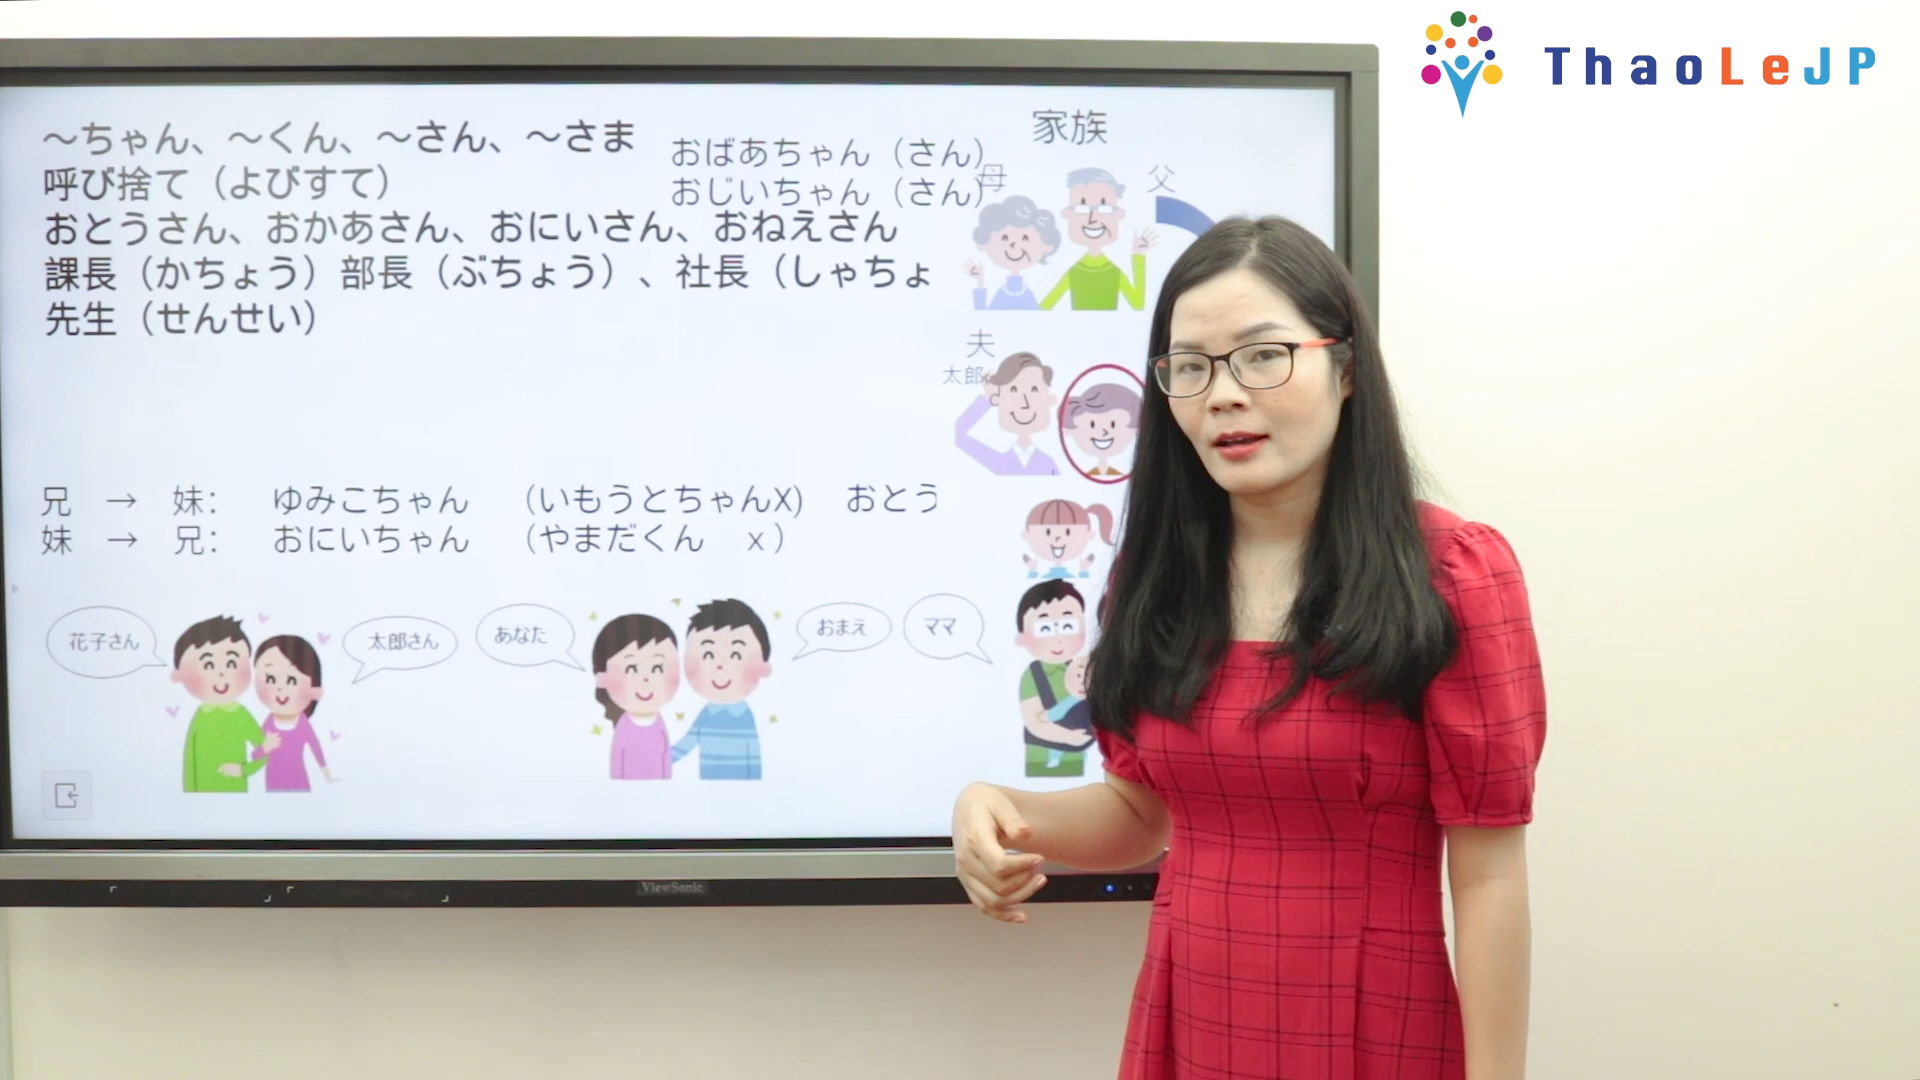 ThaoLeJP
〜ちゃん、〜くん、〜さん、〜さま
呼び捨て（よびすて）
おばあちゃん（さん）
おじいちゃん（さん）
おとうさん、おかあさん、おにいさん、おねえさん
課長（かちょう）部長（ぶちょう）、社長（しゃちょ
先生（せんせい）
家族
母
父
夫
太郎
兄　→　妹：　ゆみこちゃん　（いもうとちゃんX）　おとう
妹　→　兄：　おにいちゃん　（やまだくん　x ）
花子さん
太郎さん
あなた
おまえ
ママ
ViewSonic